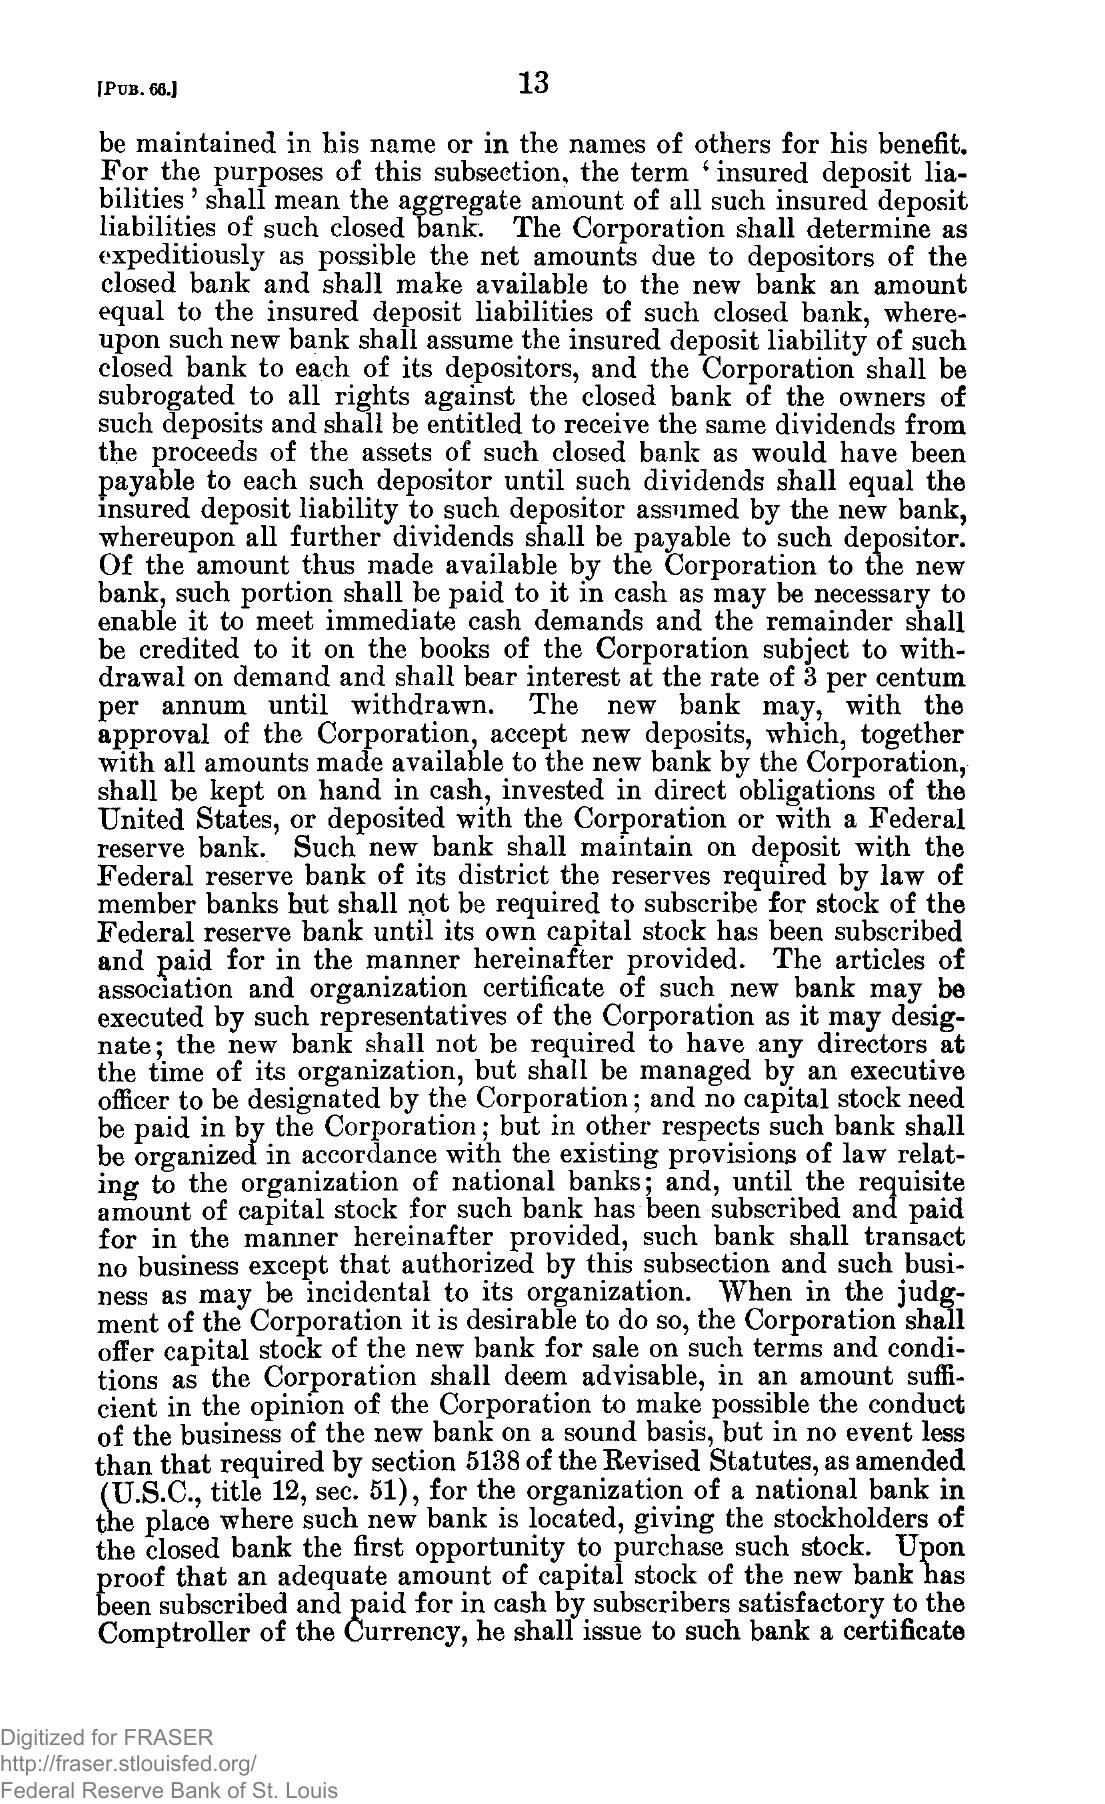 [PUB. 66.]
13
be maintained in his name or in the names of others for his benefit.
For the purposes of this subsection, the term ‘insured deposit lia-
bilities’ shall mean the aggregate amount of all such insured deposit
liabilities of such closed bank. The Corporation shall determine as
expeditiously as possible the net amounts due to depositors of the
closed bank and shall make available to the new bank an amount
equal to the insured deposit liabilities of such closed bank, where-
upon such new bank shall assume the insured deposit liability of such
closed bank to each of its depositors, and the Corporation shall be
subrogated to all rights against the closed bank of the owners of
such deposits and shall be entitled to receive the same dividends from
the proceeds of the assets of such closed bank as would have been
payable to each such depositor until such dividends shall equal the
insured deposit liability to such depositor assumed by the new bank,
whereupon all further dividends shall be payable to such depositor.
Of the amount thus made available by the Corporation to the new
bank, such portion shall be paid to it in cash as may be necessary to
enable it to meet immediate cash demands and the remainder shall
be credited to it on the books of the Corporation subject to with-
drawal on demand and shall bear interest at the rate of 3 per centum
per annum until withdrawn. The new bank may, with the
approval of the Corporation, accept new deposits, which, together
with all amounts made available to the new bank by the Corporation,
shall be kept on hand in cash, invested in direct obligations of the
United States, or deposited with the Corporation or with a Federal
reserve bank. Such new bank shall maintain on deposit with the
Federal reserve bank of its district the reserves required by law of
member banks but shall not be required to subscribe for stock of the
Federal reserve bank until its own capital stock has been subscribed
and paid for in the manner hereinafter provided. The articles of
association and organization certificate of such new bank may be
executed by such representatives of the Corporation as it may desig-
nate; the new bank shall not be required to have any directors at
the time of its organization, but shall be managed by an executive
officer to be designated by the Corporation; and no capital stock need
be paid in by the Corporation; but in other respects such bank shall
be organized in accordance with the existing provisions of law relat-
ing to the organization of national banks; and, until the requisite
amount of capital stock for such bank has been subscribed and paid
for in the manner hereinafter provided, such bank shall transact
no business except that authorized by this subsection and such busi-
ness as may be incidental to its organization. When in the judg-
ment of the Corporation it is desirable to do so, the Corporation shall
offer capital stock of the new bank for sale on such terms and condi-
tions as the Corporation shall deem advisable, in an amount suffi-
cient in the opinion of the Corporation to make possible the conduct
of the business of the new bank on a sound basis, but in no event less
than that required by section 5138 of the Revised Statutes, as amended
(U.S.C., title 12, sec. 51), for the organization of a national bank in
the place where such new bank is located, giving the stockholders of
the closed bank the first opportunity to purchase such stock. Upon
proof that an adequate amount of capital stock of the new bank has
been subscribed and paid for in cash by subscribers satisfactory to the
Comptroller of the Currency, he shall issue to such bank a certificate
Digitized for FRASER
http://fraser.stlouisfed.org/
Federal Reserve Bank of St. Louis